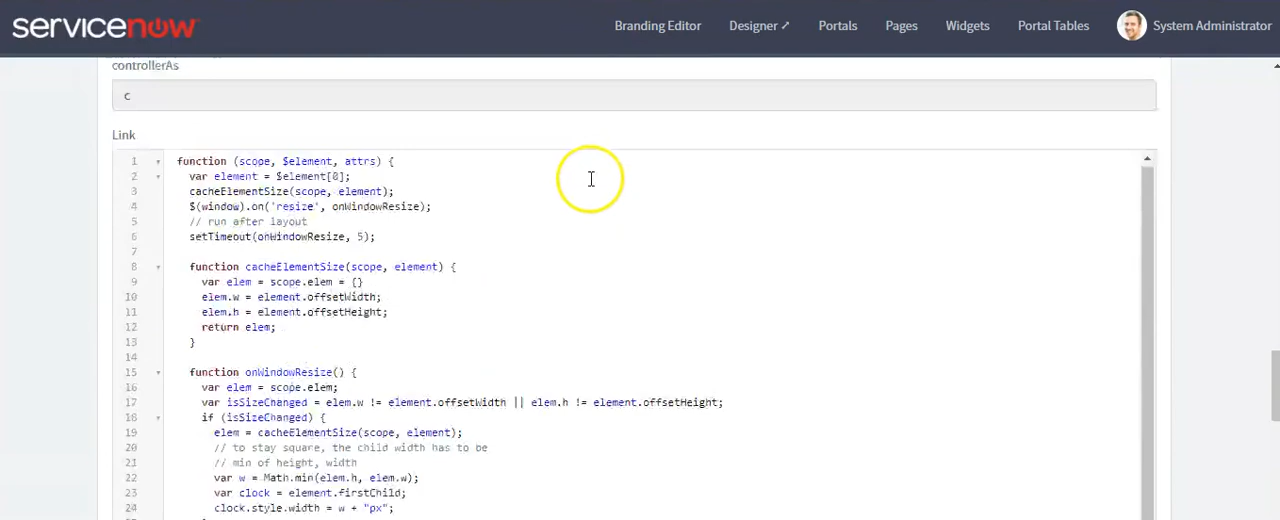 servicenow
Branding Editor
Designer
Portals
Pages
Widgets
Portal Tables
System Administrator
controllerAs
c
Link
1 function (scope, $element, attrs) {
2 var element = $element[0];
3 cacheElementSize(scope, element);
4 $(window).on('resize', onWindowResize);
5 // run after layout
6 setTimeout(onWindowResize, 5);
7
8 function cacheElementSize(scope, element) {
9 var elem = scope.elem = {}
10 elem.w = element.offsetWidth;
11 elem.h = element.offsetHeight;
12 return elem;
13 }
14
15 function onWindowResize() {
16 var elem = scope.elem;
17 var isSizeChanged = elem.w != element.offsetWidth || elem.h != element.offsetHeight;
18 if (isSizeChanged) {
19 elem = cacheElementSize(scope, element);
20 // to stay square, the child width has to be
21 // min of height, width
22 var w = Math.min(elem.h, elem.w);
23 var clock = element.firstChild;
24 clock.style.width = w + "px";